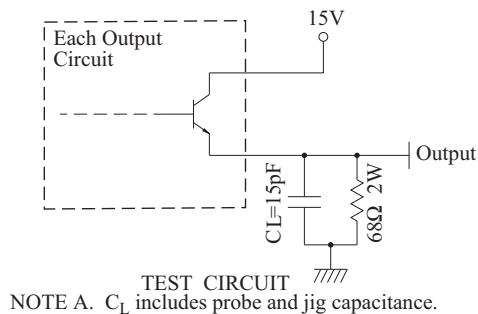 15V
Each Output
Circuit
Output
CL=15pF
68Ω 2W
TEST CIRCUIT
NOTE A. CL includes probe and jig capacitance.